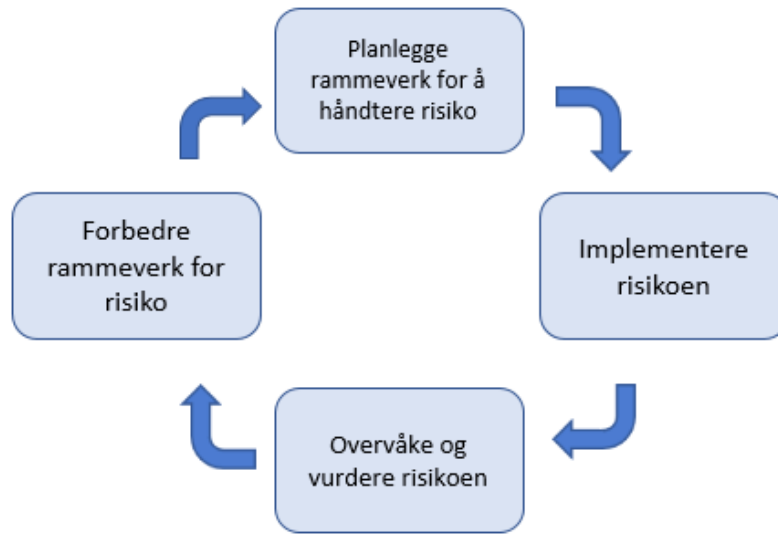 Planlegge
rammeverk for å
håndtere risiko
Implementere
risikoen
Overvåke og
vurdere risikoen
Forbedre
rammeverk for
risiko